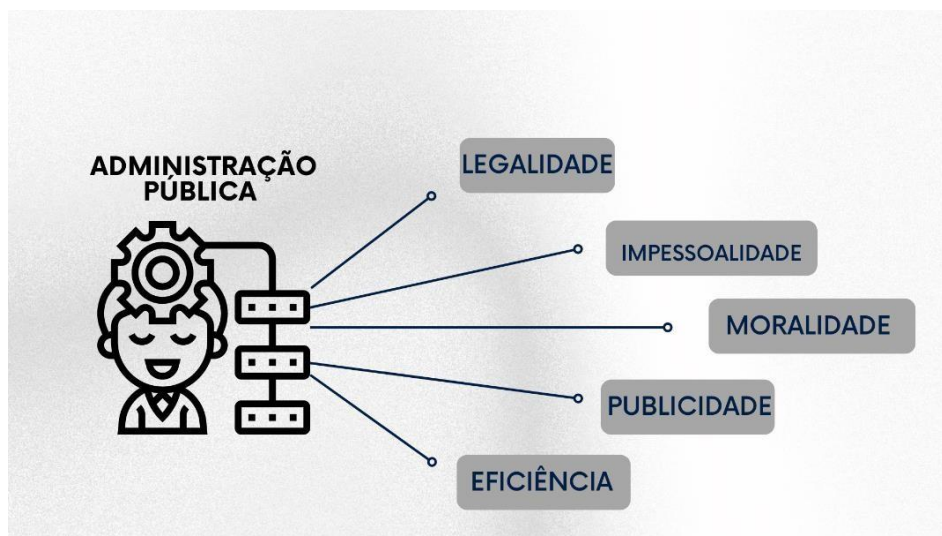 ADMINISTRAÇÃO
PÚBLICA
LEGALIDADE
IMPESSOALIDADE
MORALIDADE
PUBLICIDADE
EFICIÊNCIA